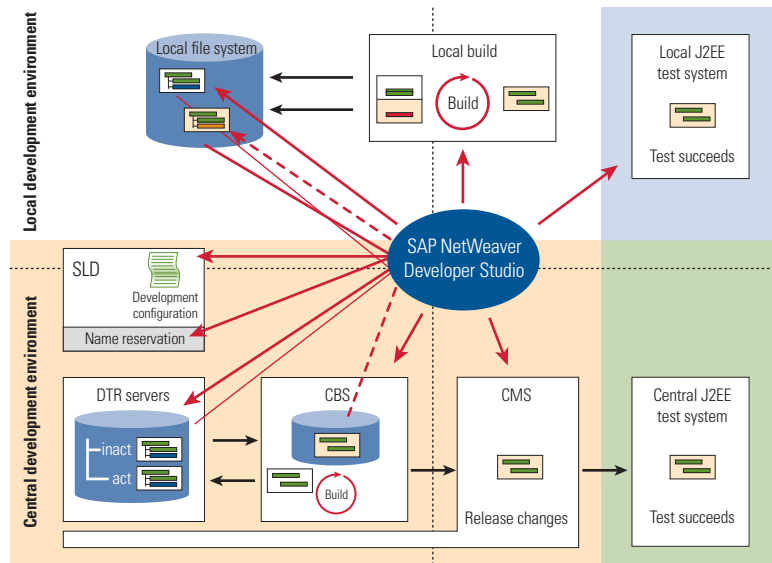 Local development environment
Local file system
Local build
Build
Local J2EE
test system
Test succeeds
SAP NetWeaver
Developer Studio
Central development environment
SLD
Development
configuration
Name reservation
DTR servers
inact
act
CBS
Build
CMS
Release changes
Central J2EE
test system
Test succeeds